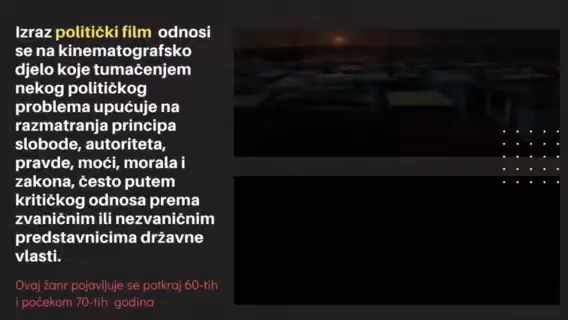 Izraz politički film odnosi
se na kinematografsko
djelo koje tumačenjem
nekog političkog
problema upućuje na
razmatranja principa
slobode, autoriteta,
pravde, moći, morala i
zakona, često putem
kritičkog odnosa prema
zvaničnim ili nezvaničnim
predstavnicima državne
vlasti.
Ovaj žanr pojavljuje se potkraj 60-tih
i počekom 70-tih godina